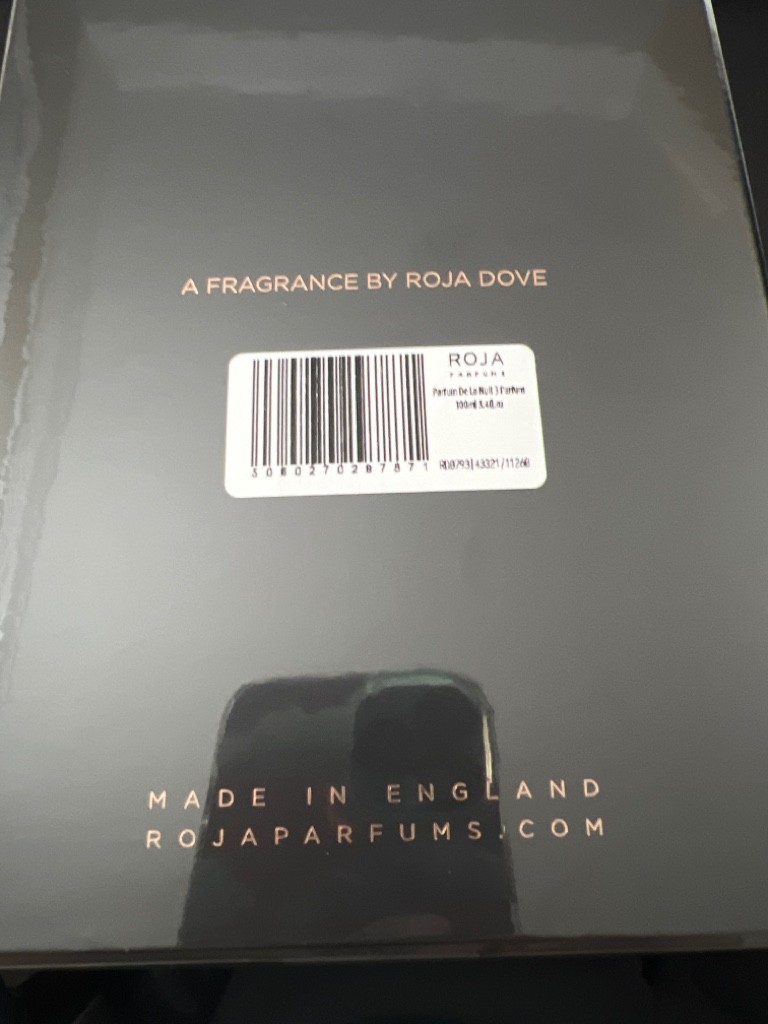 A FRAGRANCE BY ROJA DOVE
ROJA
PARFUMS
Parfum De La Nuit 3 Parfum
100ml 3.4fl.oz
5060270287871 RD0793|43321/11260
MADE IN ENGLAND
ROJAPARFUMS.COM